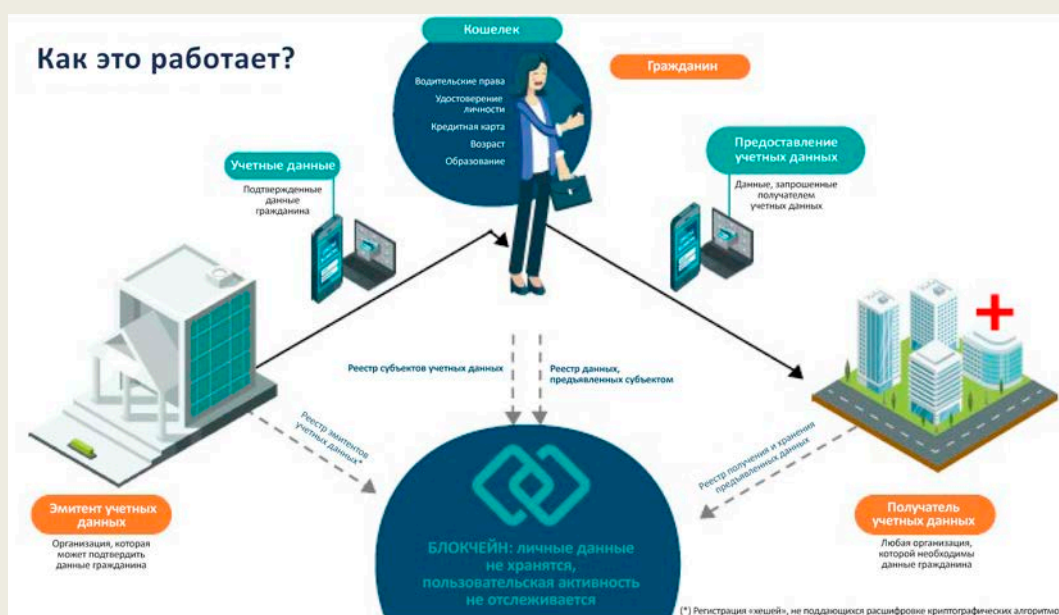 Как это работает?
Кошелек
Гражданин
Водительские права
Удостоверение
личности
Кредитная карта
Возраст
Образование
Учетные данные
Подтвержденные
данные
гражданина
Предоставление
учетных данных
Данные, запрошенные
получателем
учетных данных
Реестр субъектов учетных данных
Реестр данных,
предъявленных субъектом
Реестр эмитентов
учетных данных*
Реестр получения и хранения
предъявленных данных
Эмитент учетных
данных
Организация, которая
может подтвердить
данные гражданина
Получатель
учетных данных
Любая организация,
которой необходимы
данные гражданина
БЛОКЧЕЙН: личные данные
не хранятся,
пользовательская активность
не отслеживается
(*) Регистрация «хешей», не поддающихся расшифровке криптографических алгоритмо